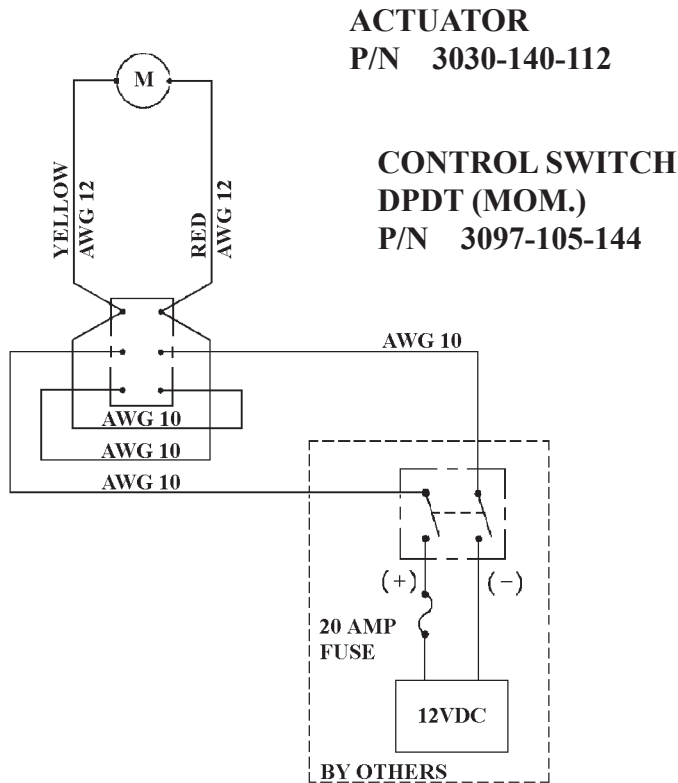 ACTUATOR
P/N 3030-140-112
M
CONTROL SWITCH
DPDT (MOM.)
P/N 3097-105-144
YELLOW
AWG 12
RED
AWG 12
AWG 10
AWG 10
AWG 10
AWG 10
(+)
(-)
20 AMP
FUSE
12VDC
BY OTHERS